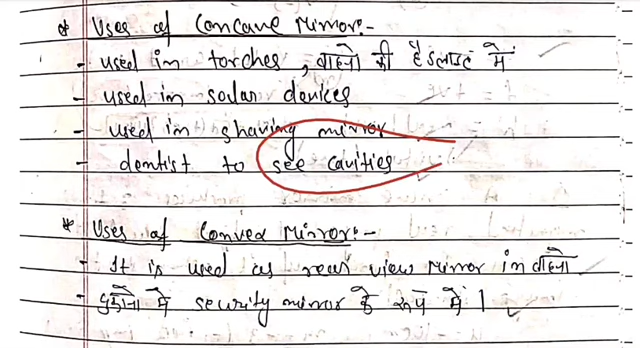 * Uses of Concave Mirror:-
- used in torches, वाहनो की हेडलाइट में
- used in solar devices
- used in shaving mirror
- dentist to see cavities
* Uses of Convex Mirror:-
- It is used as rear view mirror in वाहनो
- दुकानो मे security mirror के रूप मे।